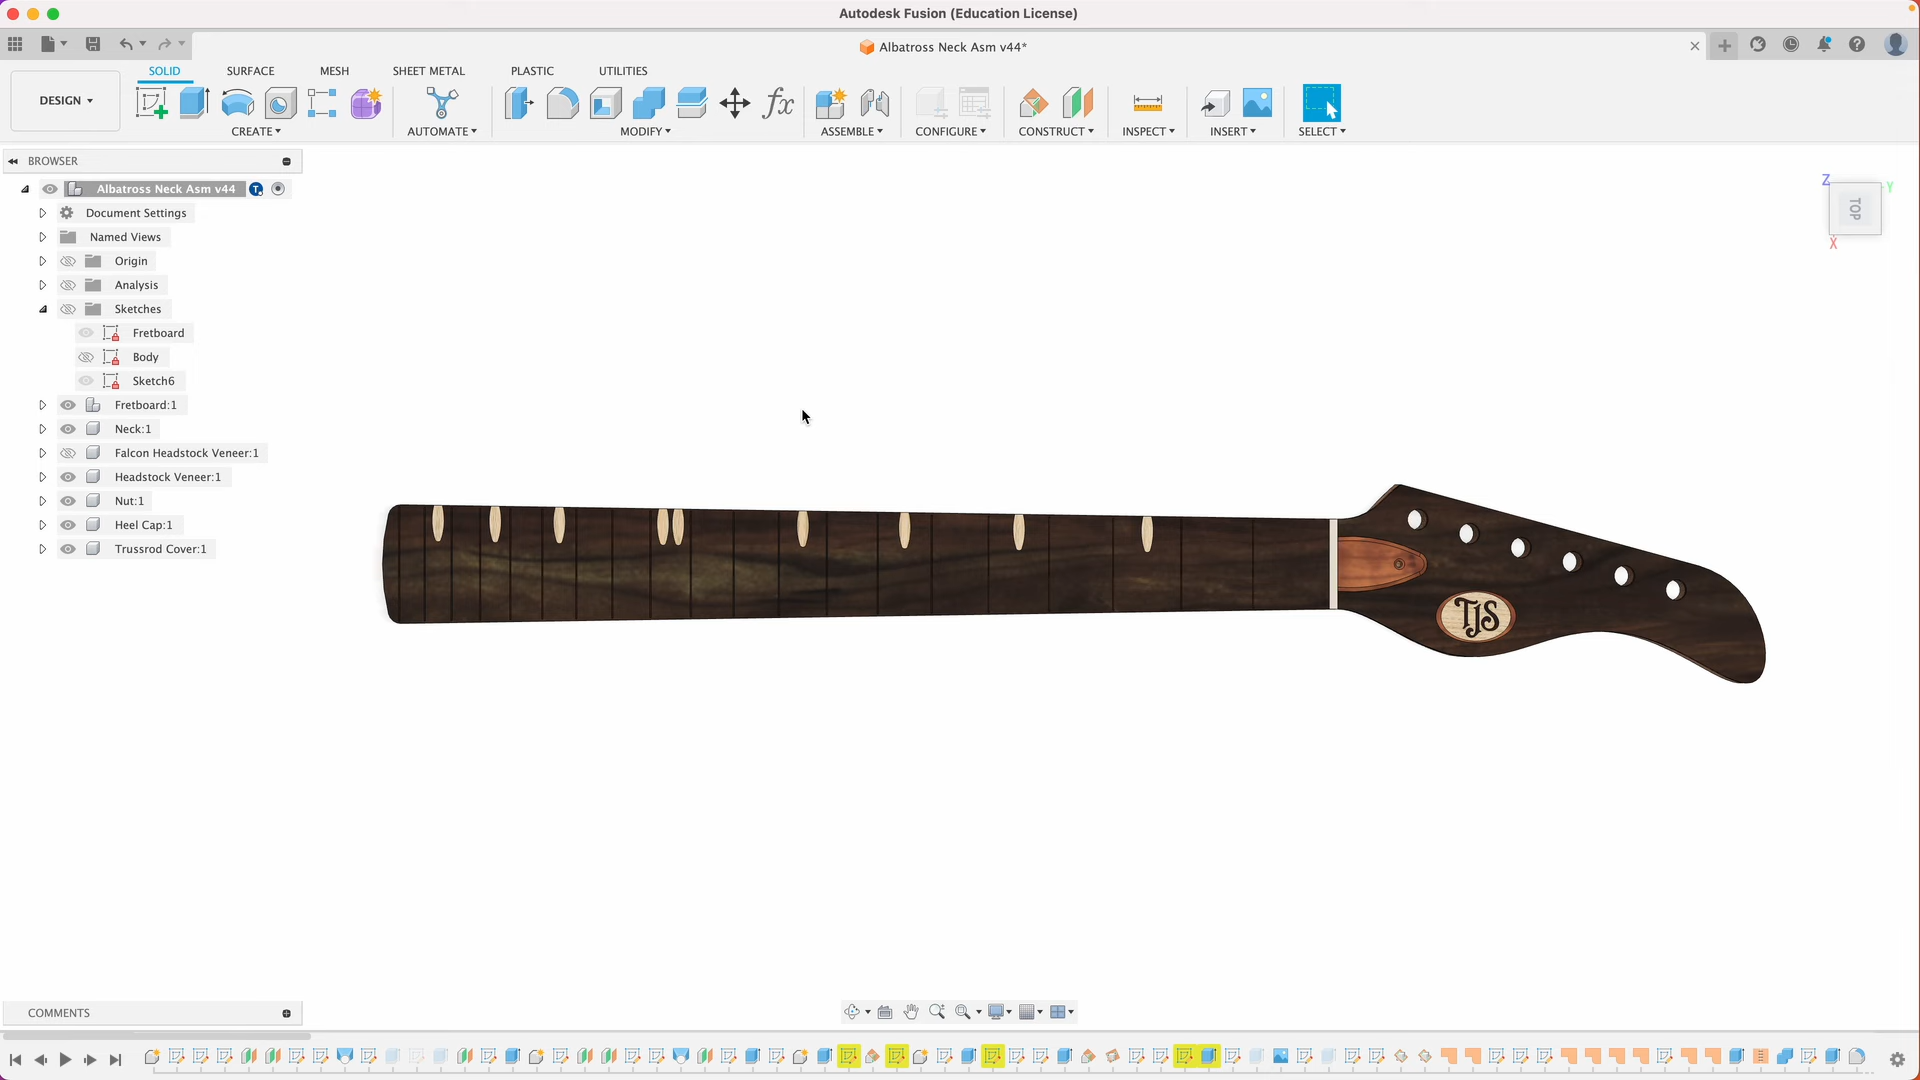 Autodesk Fusion (Education License)
Albatross Neck Asm v44*
SOLID SURFACE MESH SHEET METAL PLASTIC UTILITIES
DESIGN
fx
CREATE AUTOMATE MODIFY ASSEMBLE CONFIGURE CONSTRUCT INSPECT INSERT SELECT
BROWSER
Albatross Neck Asm v44
Document Settings
Named Views
Origin
Analysis
Sketches
Fretboard
Body
Sketch6
Fretboard:1
Neck:1
Falcon Headstock Veneer:1
Headstock Veneer:1
Nut:1
Heel Cap:1
Trussrod Cover:1
Z
Y
TOP
X
TJS
COMMENTS